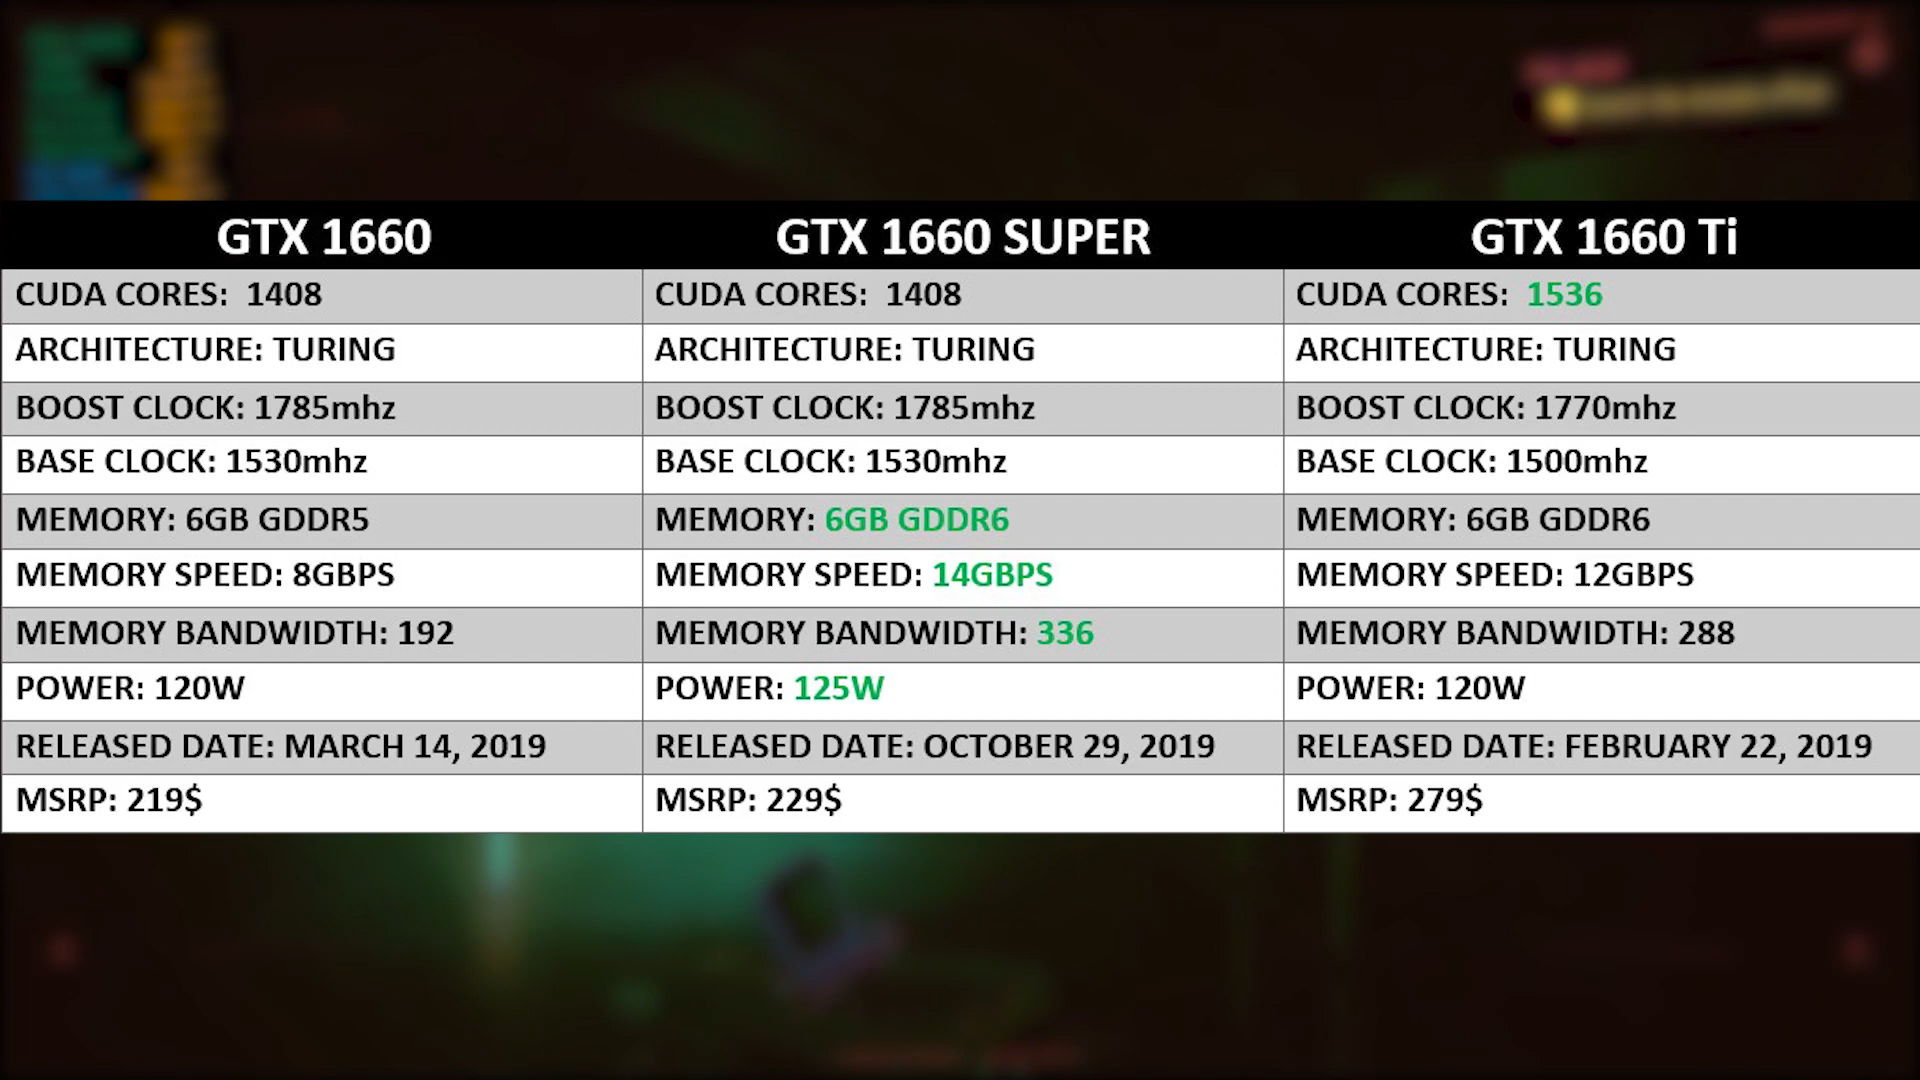 GTX 1660 GTX 1660 SUPER GTX 1660 Ti
CUDA CORES: 1408 CUDA CORES: 1408 CUDA CORES: 1536
ARCHITECTURE: TURING ARCHITECTURE: TURING ARCHITECTURE: TURING
BOOST CLOCK: 1785mhz BOOST CLOCK: 1785mhz BOOST CLOCK: 1770mhz
BASE CLOCK: 1530mhz BASE CLOCK: 1530mhz BASE CLOCK: 1500mhz
MEMORY: 6GB GDDR5 MEMORY: 6GB GDDR6 MEMORY: 6GB GDDR6
MEMORY SPEED: 8GBPS MEMORY SPEED: 14GBPS MEMORY SPEED: 12GBPS
MEMORY BANDWIDTH: 192 MEMORY BANDWIDTH: 336 MEMORY BANDWIDTH: 288
POWER: 120W POWER: 125W POWER: 120W
RELEASED DATE: MARCH 14, 2019 RELEASED DATE: OCTOBER 29, 2019 RELEASED DATE: FEBRUARY 22, 2019
MSRP: 219$ MSRP: 229$ MSRP: 279$